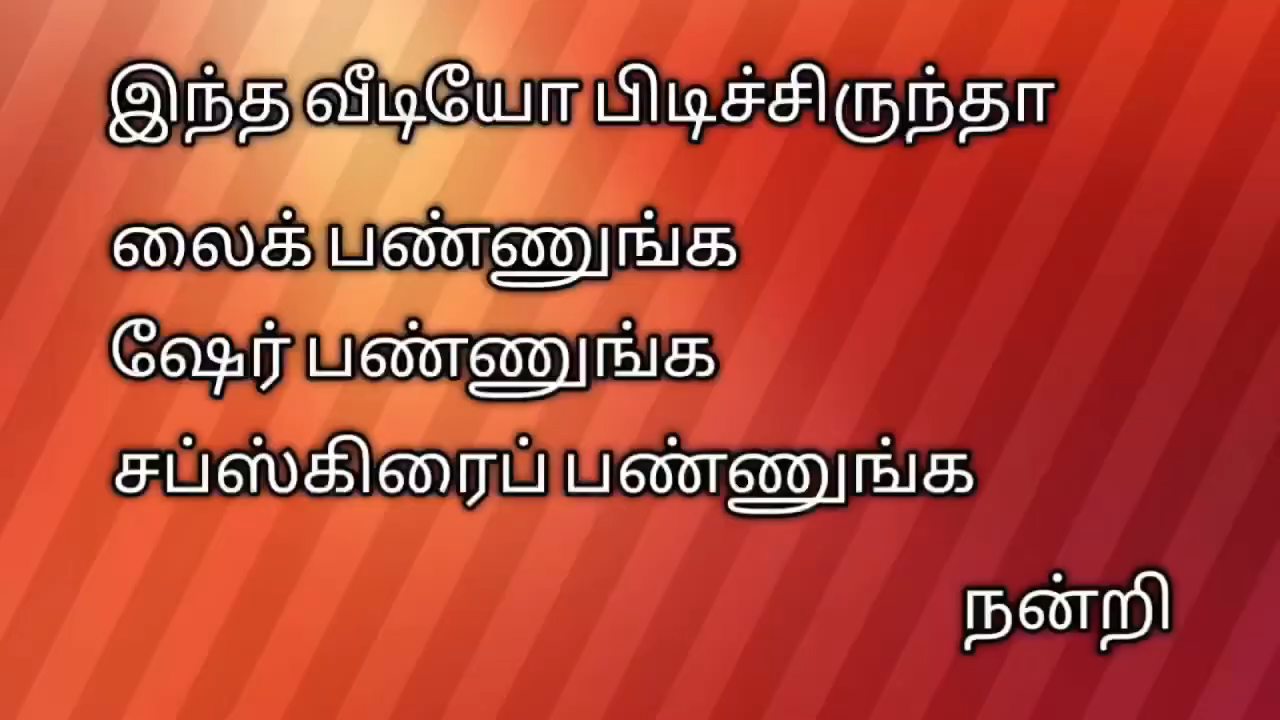 இந்த வீடியோ பிடிச்சிருந்தா
லைக் பண்ணுங்க
ஷேர் பண்ணுங்க
சப்ஸ்கிரைப் பண்ணுங்க
நன்றி